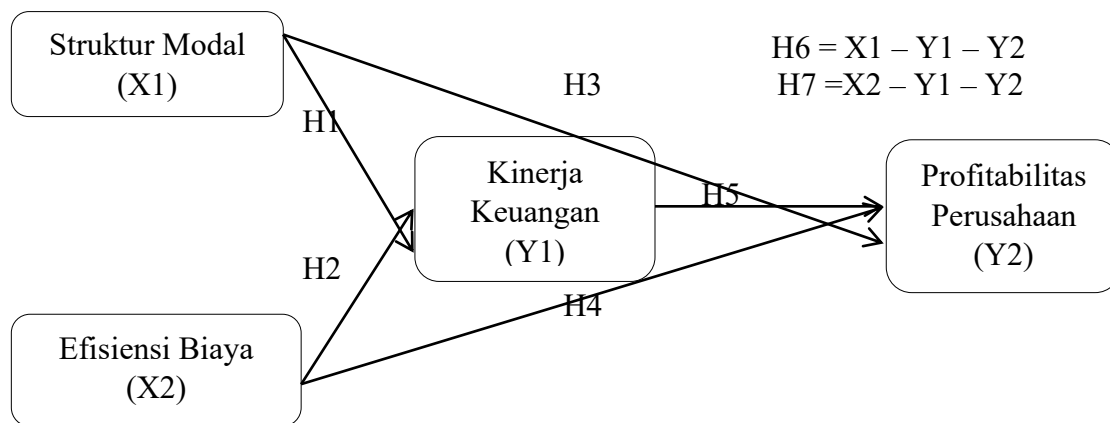 Struktur Modal
(X1)
H6 = X1 – Y1 – Y2
H7 =X2 – Y1 – Y2
H3
H1
Kinerja
Keuangan
(Y1)
H5
Profitabilitas
Perusahaan
(Y2)
H2
H4
Efisiensi Biaya
(X2)